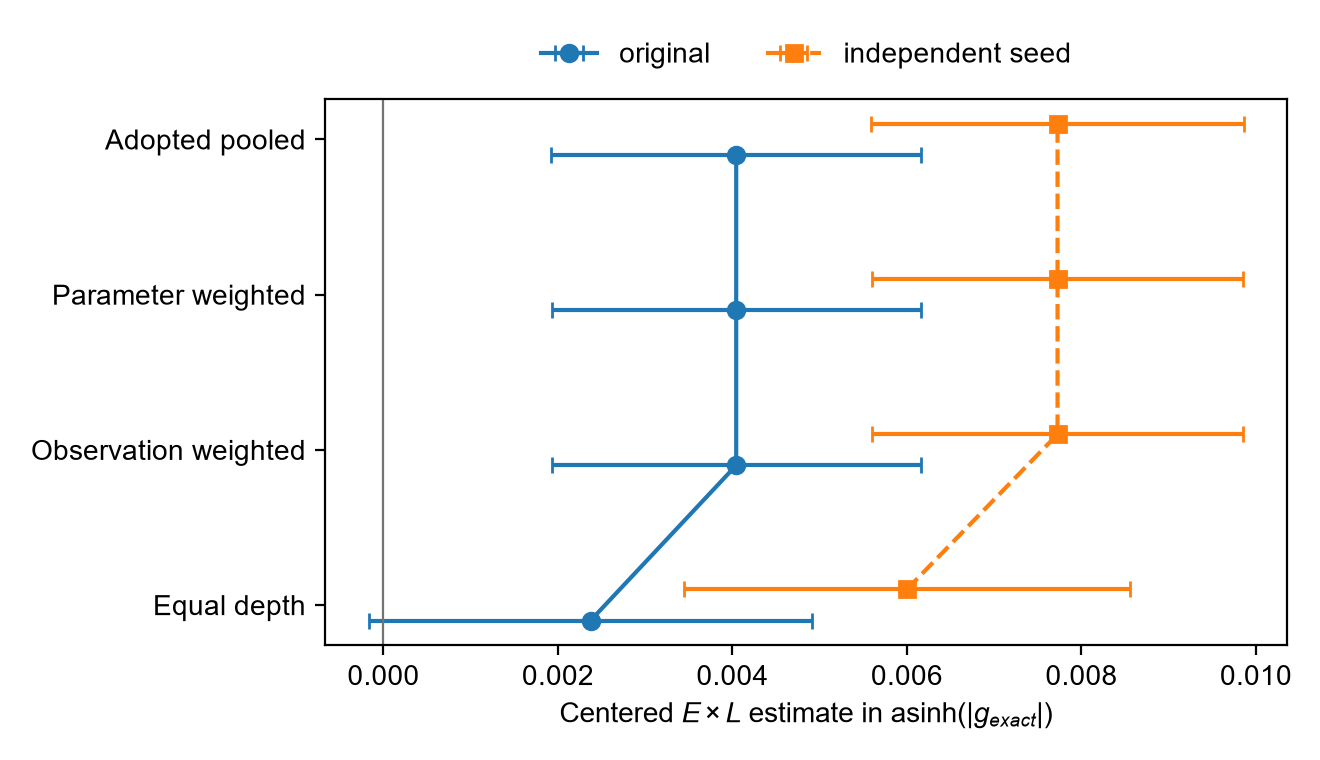 original independent seed
Adopted pooled
Parameter weighted
Observation weighted
Equal depth
0.000 0.002 0.004 0.006 0.008 0.010
Centered E × L estimate in asinh(|g_exact|)